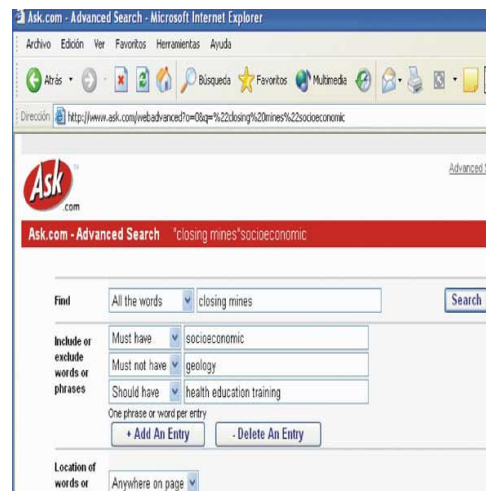 Ask.com - Advanced Search - Microsoft Internet Explorer
Archivo Edición Ver Favoritos Herramientas Ayuda
Atrás Búsqueda Favoritos Multimedia
Dirección http://www.ask.com/webadvanced?o=0&q=%22closing%20mines%22socioeconomic
Ask TM
.com
Advanced
Ask.com - Advanced Search "closing mines"socioeconomic
Find All the words closing mines Search
Include or exclude words or phrases
Must have socioeconomic
Must not have geology
Should have health education training
One phrase or word per entry
+ Add An Entry - Delete An Entry
Location of
words or Anywhere on page